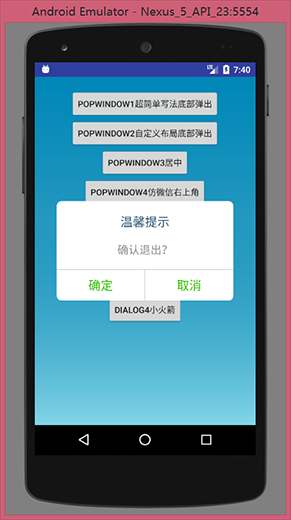 Android Emulator - Nexus_5_API_23:5554
7:40
POPWINDOW1超简单写法底部弹出
POPWINDOW2自定义布局底部弹出
POPWINDOW3居中
POPWINDOW4仿微信右上角
温馨提示
确认退出?
确定
取消
DIALOG4小火箭